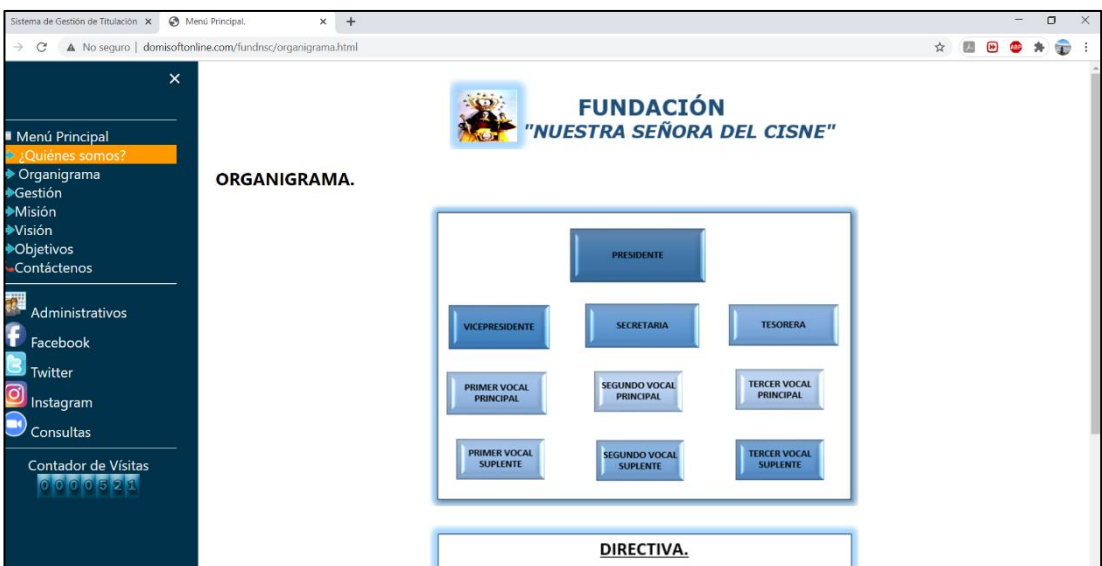 Sistema de Gestión de Titulación
Menú Principal.
No seguro | domisoftonline.com/fundnsc/organigrama.html
ABP
Menú Principal
¿Quiénes somos?
Organigrama
Gestión
Misión
Visión
Objetivos
Contáctenos
Administrativos
Facebook
Twitter
Instagram
Consultas
Contador de Vísitas
0000521
FUNDACIÓN
"NUESTRA SEÑORA DEL CISNE"
ORGANIGRAMA.
PRESIDENTE
VICEPRESIDENTE
SECRETARIA
TESORERA
PRIMER VOCAL
PRINCIPAL
SEGUNDO VOCAL
PRINCIPAL
TERCER VOCAL
PRINCIPAL
PRIMER VOCAL
SUPLENTE
SEGUNDO VOCAL
SUPLENTE
TERCER VOCAL
SUPLENTE
DIRECTIVA.